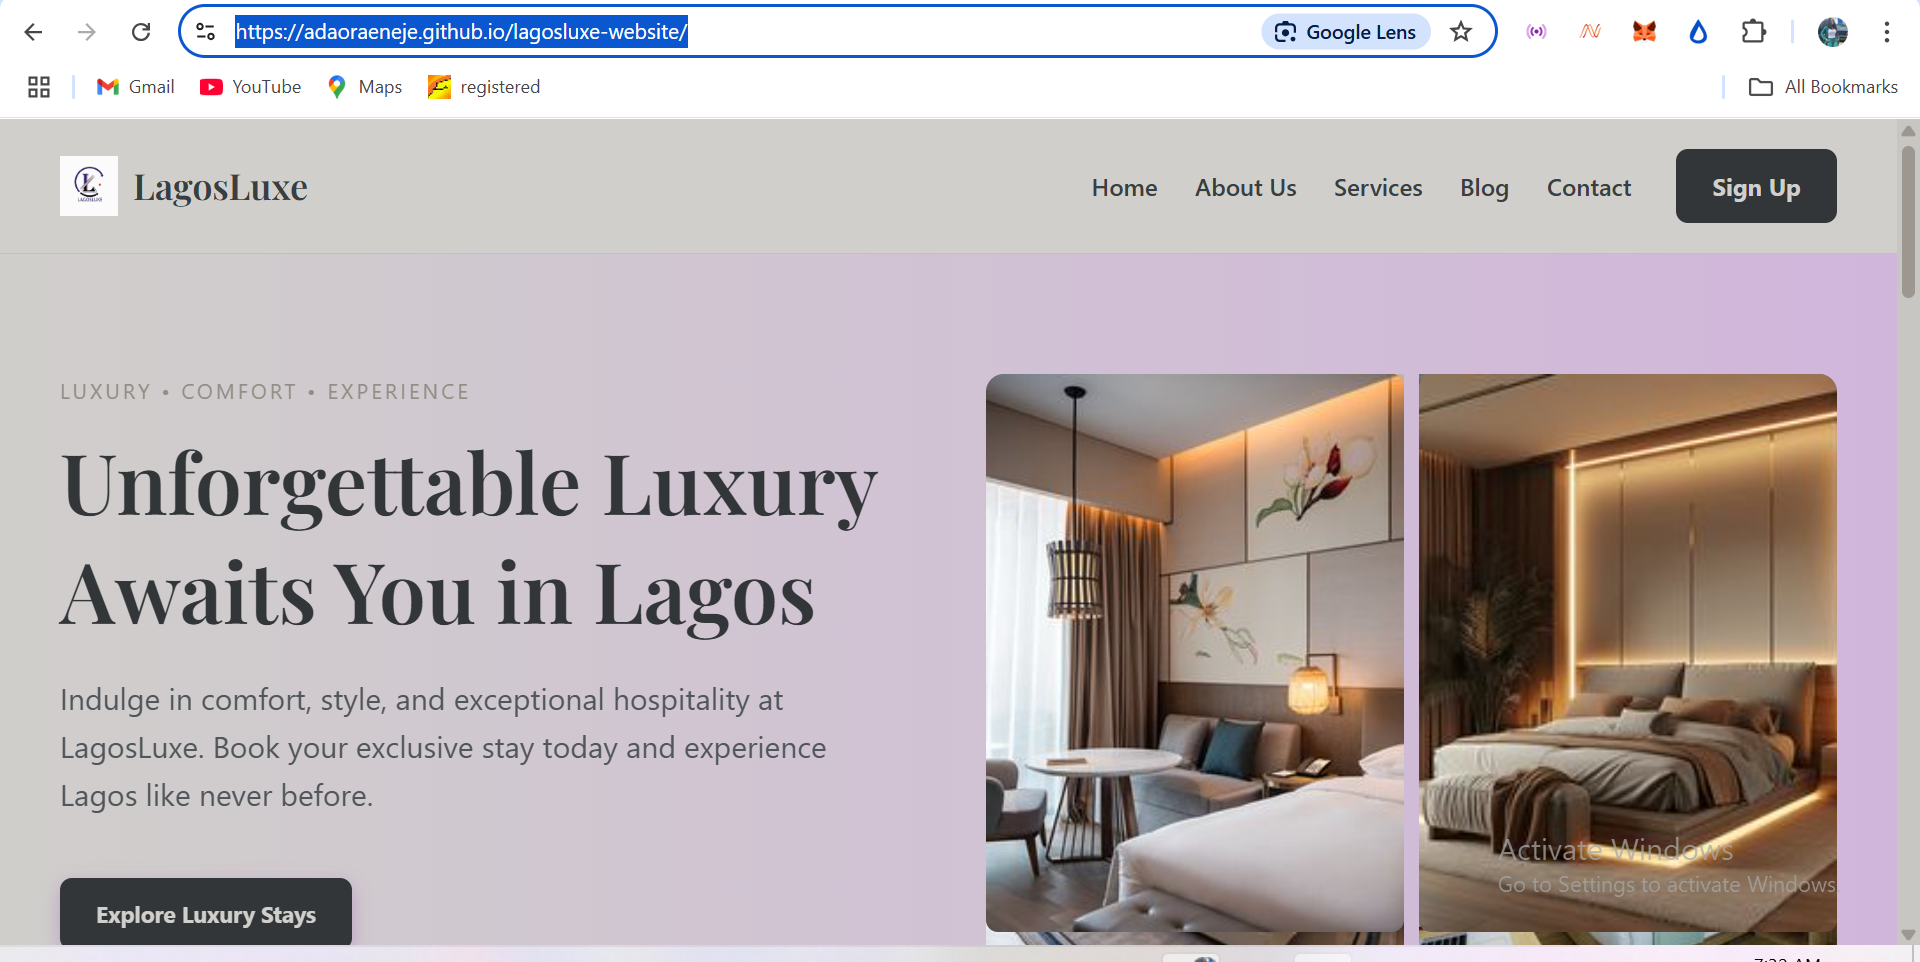 https://adaoraeneje.github.io/lagosluxe-website/
Google Lens
Gmail
YouTube
Maps
registered
All Bookmarks
L
LAGOSLUXE
LagosLuxe
Home
About Us
Services
Blog
Contact
Sign Up
LUXURY • COMFORT • EXPERIENCE
Unforgettable Luxury
Awaits You in Lagos
Indulge in comfort, style, and exceptional hospitality at
LagosLuxe. Book your exclusive stay today and experience
Lagos like never before.
Explore Luxury Stays
Activate Windows
Go to Settings to activate Windows